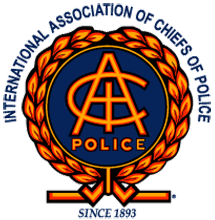 INTERNATIONAL ASSOCIATION OF CHIEFS OF POLICE
IACP
POLICE
®
SINCE 1893